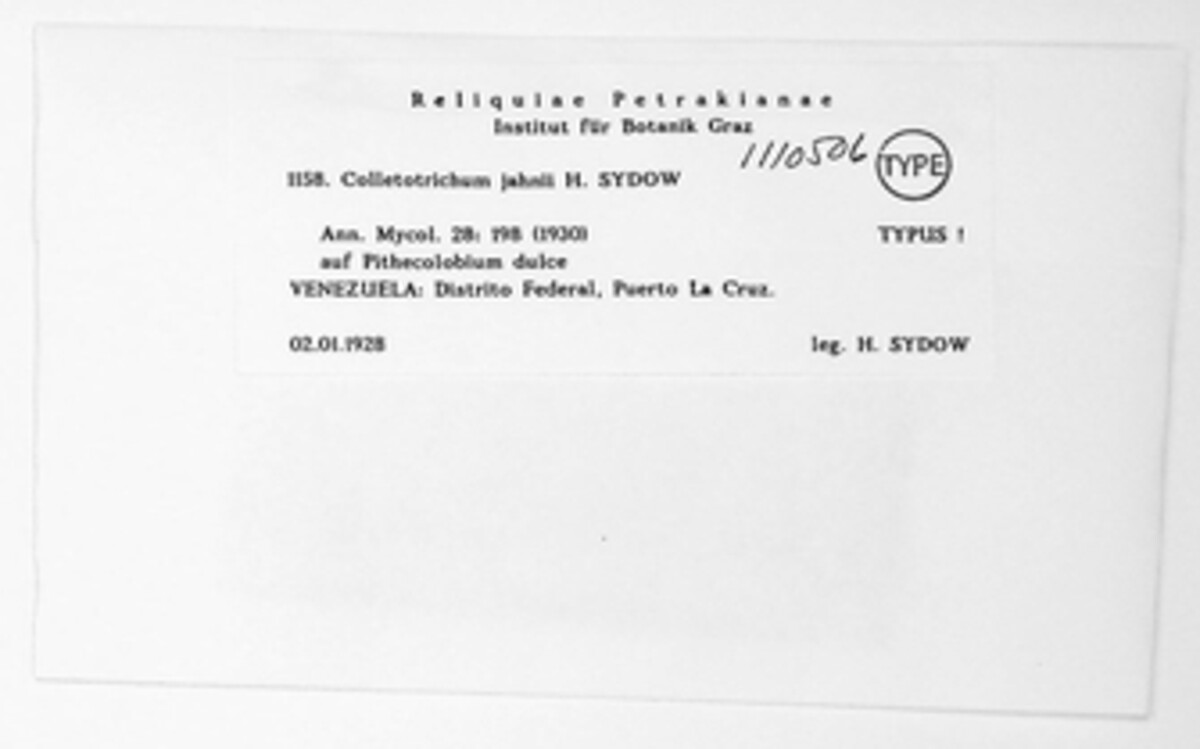 Reliquiae Petrakianae
Institut für Botanik Graz
1110506 TYPE
1158. Colletotrichum jahnii H. SYDOW
Ann. Mycol. 28: 198 (1930)
TYPUS !
auf Pithecolobium dulce
VENEZUELA: Distrito Federal, Puerto La Cruz.
02.01.1928
leg. H. SYDOW